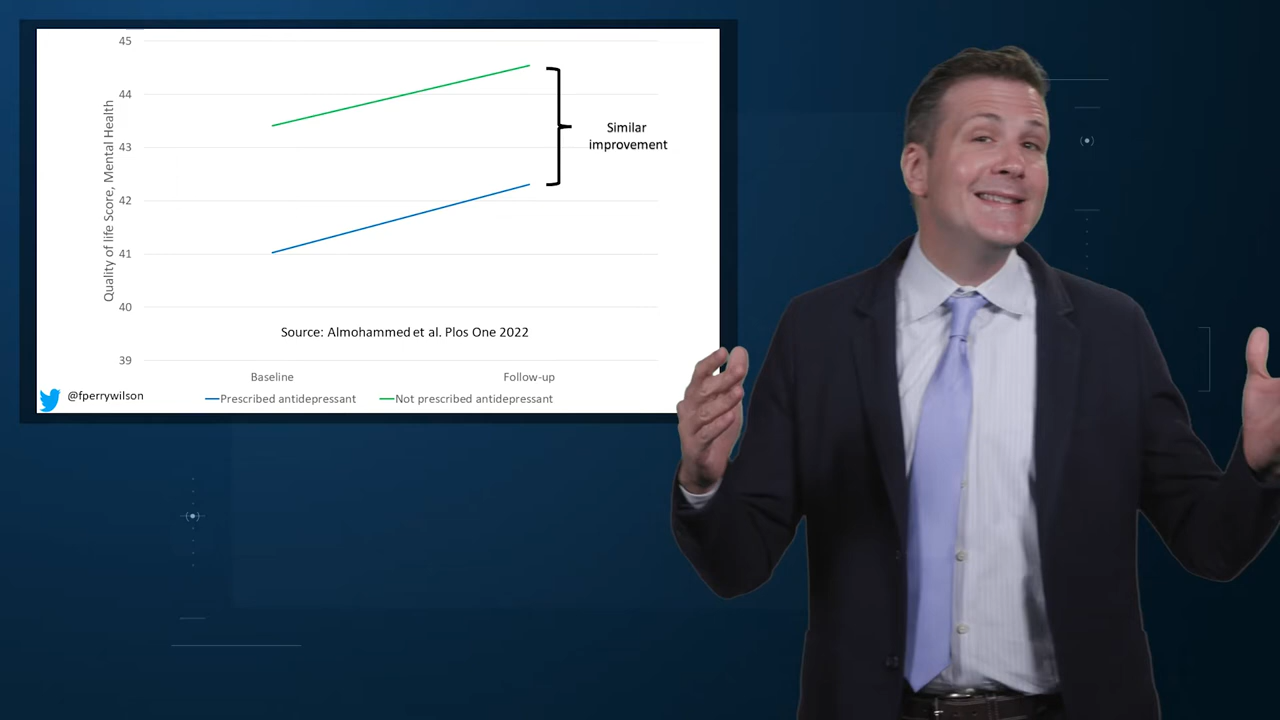 45
44
43
42
41
40
39
Quality of life Score, Mental Health
Similar
improvement
Source: Almohammed et al. Plos One 2022
Baseline
Follow-up
@fperrywilson
Prescribed antidepressant
Not prescribed antidepressant